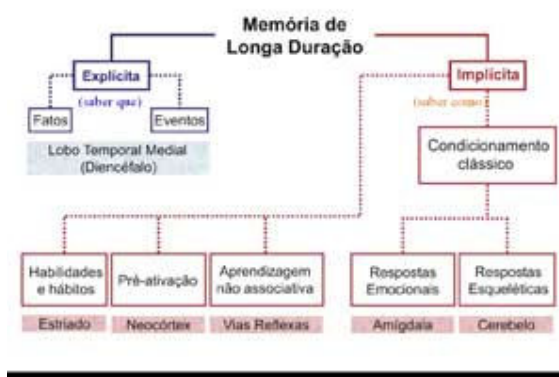 Memória de
Longa Duração
Explícita
Implícita
(saber que)
(saber como)
Fatos
Eventos
Lobo Temporal Medial
(Diencéfalo)
Condicionamento
clássico
Habilidades
e hábitos
Pré-ativação
Aprendizagem
não associativa
Respostas
Emocionais
Respostas
Esqueléticas
Estriado
Neocórtex
Vias Reflexas
Amígdala
Cerebelo